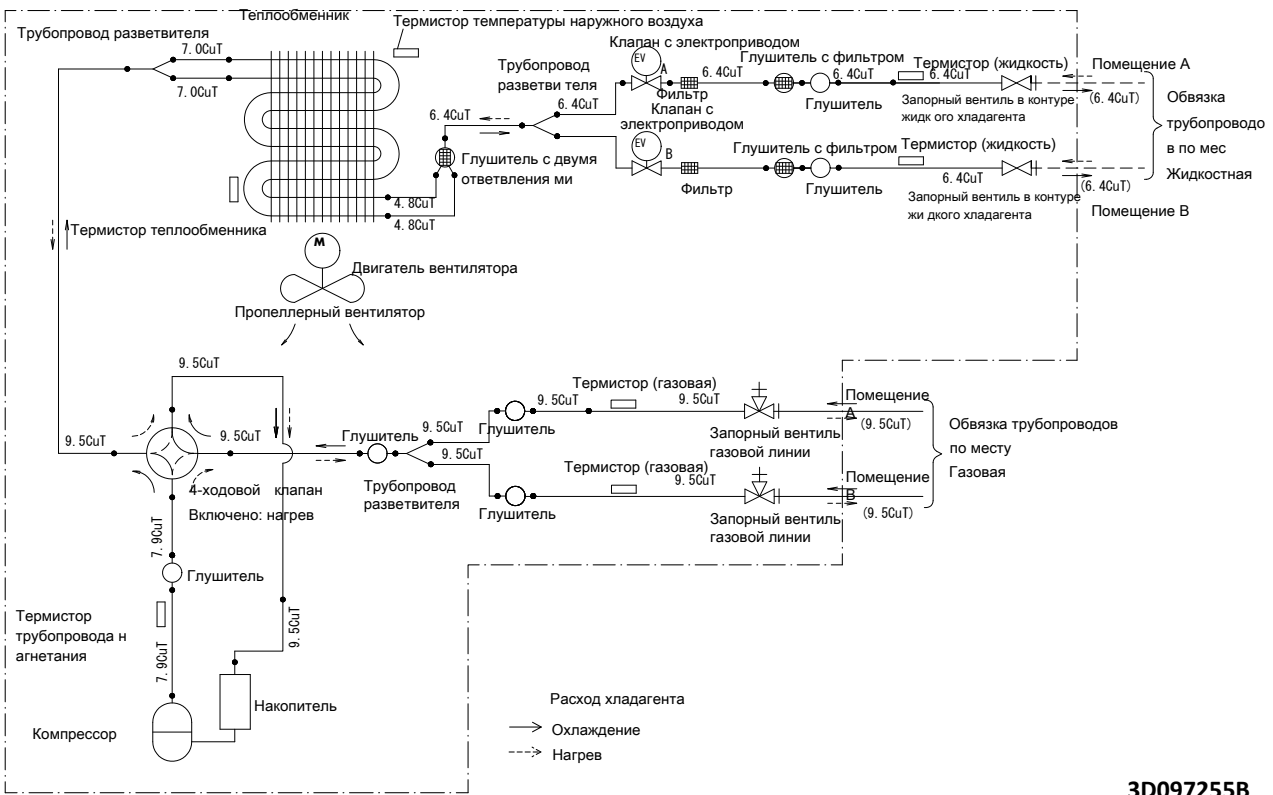 Теплообменник
Термистор температуры наружного воздуха
Трубопровод разветвителя
7.0CuT
7.0CuT
Клапан с электроприводом
EV
A
Фильтр
6.4CuT
Глушитель с фильтром
6.4CuT
Глушитель
Термистор (жидкость)
6.4CuT
Запорный вентиль в контуре
жидк ого хладагента
Помещение A
(6.4CuT)
Трубопровод
разветви теля
6.4CuT
6.4CuT
Клапан с
электроприводом
EV
B
Фильтр
Глушитель с фильтром
Глушитель
Термистор (жидкость)
6.4CuT
Запорный вентиль в контуре
жи дкого хладагента
(6.4CuT)
Помещение B
Обвязка
трубопроводо
в по мес
Жидкостная
Глушитель с двумя
ответвления ми
4.8CuT
4.8CuT
Термистор теплообменника
M
Двигатель вентилятора
Пропеллерный вентилятор
9.5CuT
9.5CuT
9.5CuT
4-ходовой клапан
Включено: нагрев
Глушитель
9.5CuT
9.5CuT
Трубопровод
разветвителя
Глушитель
9.5CuT
Термистор (газовая)
9.5CuT
Запорный вентиль
газовой линии
Помещение
A
(9.5CuT)
Глушитель
Термистор (газовая)
9.5CuT
Запорный вентиль
газовой линии
Помещение
B
(9.5CuT)
Обвязка трубопроводов
по месту
Газовая
7.9CuT
Глушитель
Термистор
трубопровода н
агнетания
7.9CuT
9.5CuT
Накопитель
Компрессор
Расход хладагента
Охлаждение
Нагрев
3D097255B